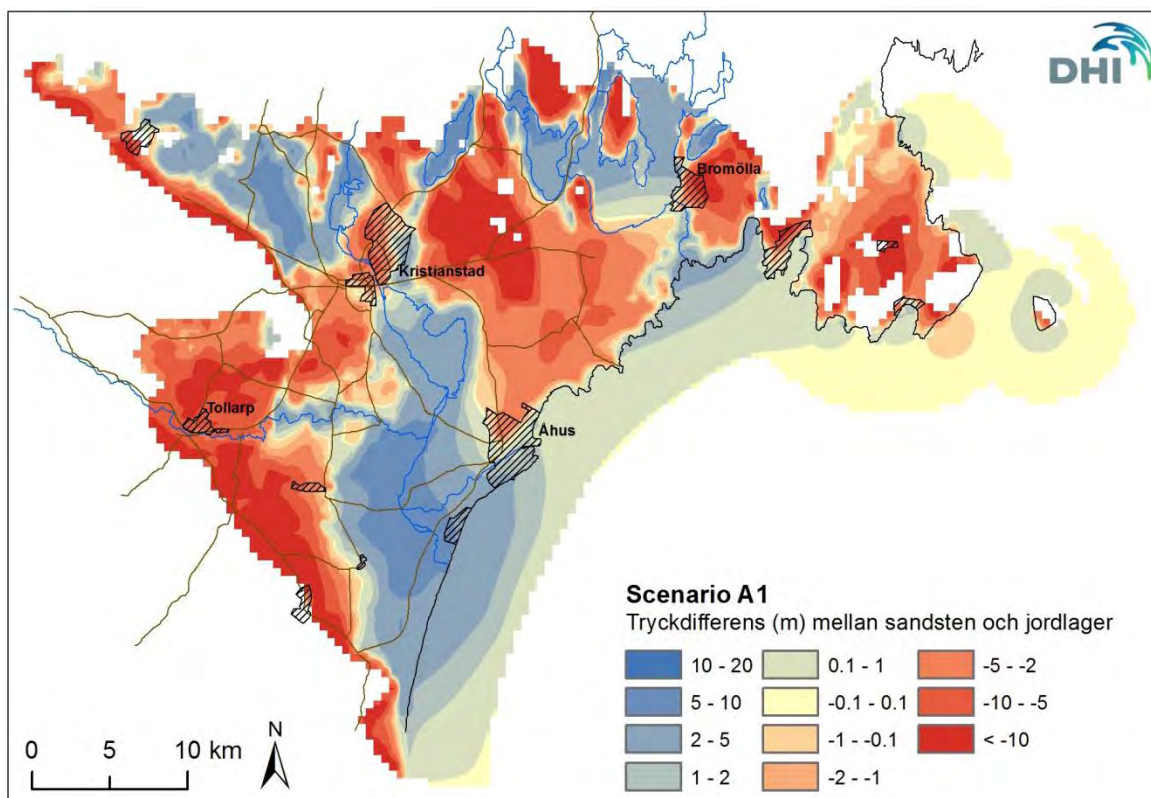 DHI
Bromölla
Kristianstad
Tollarp
Åhus
Scenario A1
Tryckdifferens (m) mellan sandsten och jordlager
10 - 20
0.1 - 1
-5 - -2
5 - 10
-0.1 - 0.1
-10 - -5
2 - 5
-1 - -0.1
< -10
1 - 2
-2 - -1
0 5 10 km
N